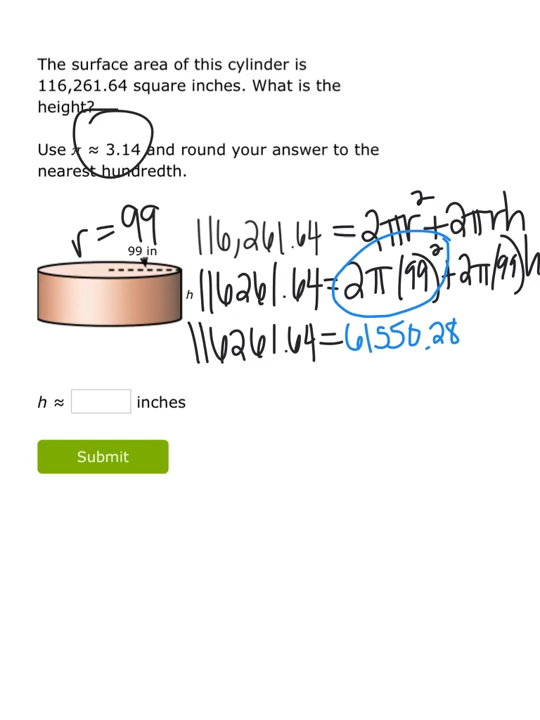 The surface area of this cylinder is
116,261.64 square inches. What is the
height?
Use π ≈ 3.14 and round your answer to the
nearest hundredth.
r = 99
116,261.64 = 2πr² + 2πrh
99 in
h
116261.64 = 2π(99)² + 2π(99)h
116261.64 = 61550.28
h ≈ inches
Submit